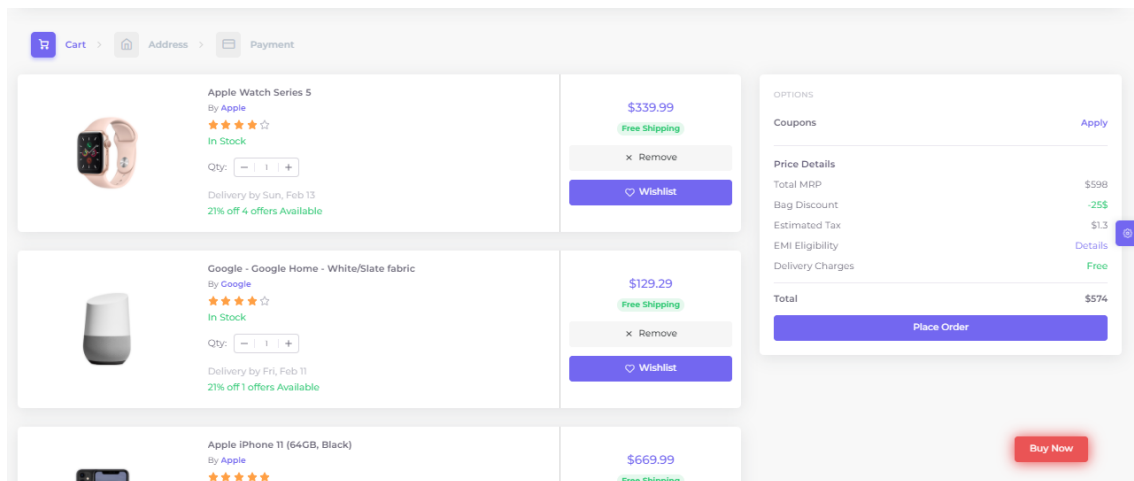 Cart
Address
Payment
Apple Watch Series 5
By Apple
In Stock
Qty: 1
Delivery by Sun, Feb 13
21% off 4 offers Available
$339.99
Free Shipping
Remove
Wishlist
Google - Google Home - White/Slate fabric
By Google
In Stock
Qty: 1
Delivery by Fri, Feb 11
21% off 1 offers Available
$129.29
Free Shipping
Remove
Wishlist
Apple iPhone 11 (64GB, Black)
By Apple
$669.99
Free Shipping
OPTIONS
Coupons Apply
Price Details
Total MRP $598
Bag Discount -25$
Estimated Tax $1.3
EMI Eligibility Details
Delivery Charges Free
Total $574
Place Order
Buy Now